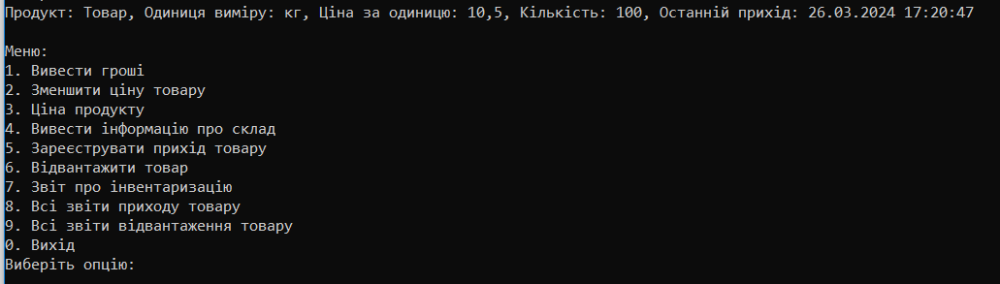 Продукт: Товар, Одиниця виміру: кг, Ціна за одиницю: 10,5, Кількість: 100, Останній прихід: 26.03.2024 17:20:47
Меню:
1. Вивести гроші
2. Зменшити ціну товару
3. Ціна продукту
4. Вивести інформацію про склад
5. Зареєструвати прихід товару
6. Відвантажити товар
7. Звіт про інвентаризацію
8. Всі звіти приходу товару
9. Всі звіти відвантаження товару
0. Вихід
Виберіть опцію: